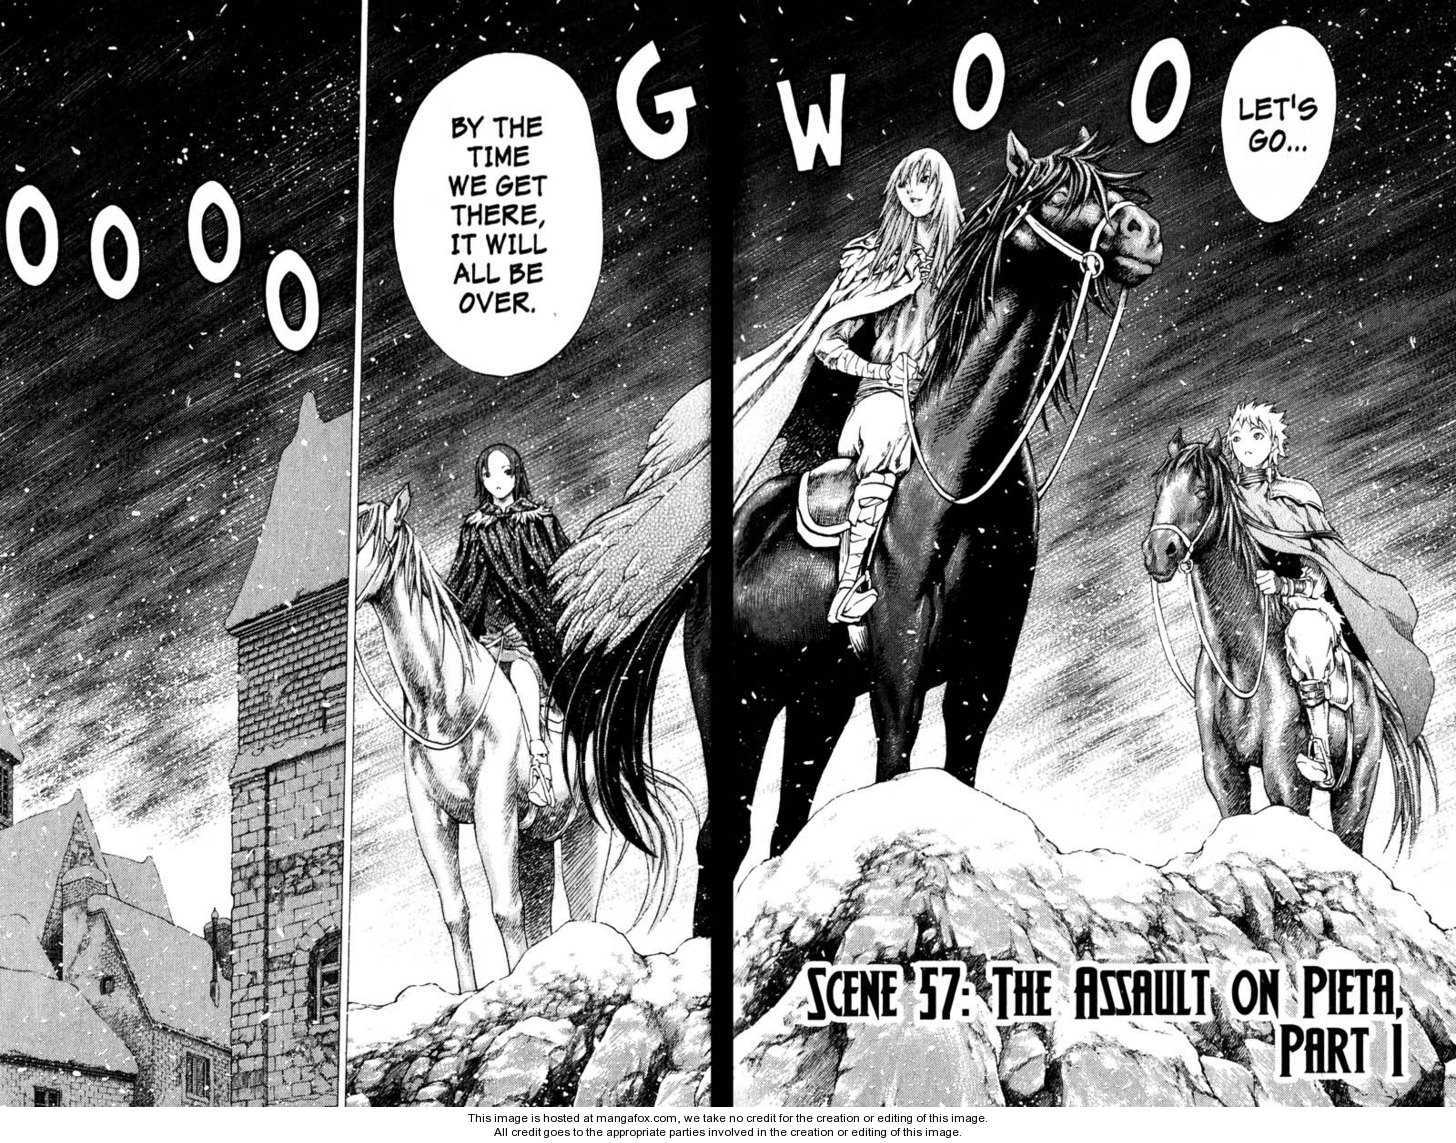 LET'S
GO...
GWOOOOOO
BY THE
TIME
WE GET
THERE,
IT WILL
ALL BE
OVER.
SCENE 57: THE ASSAULT ON PIETA,
PART 1
This image is hosted at mangafox.com, we take no credit for the creation or editing of this image.
All credit goes to the appropriate parties involved in the creation or editing of this image.